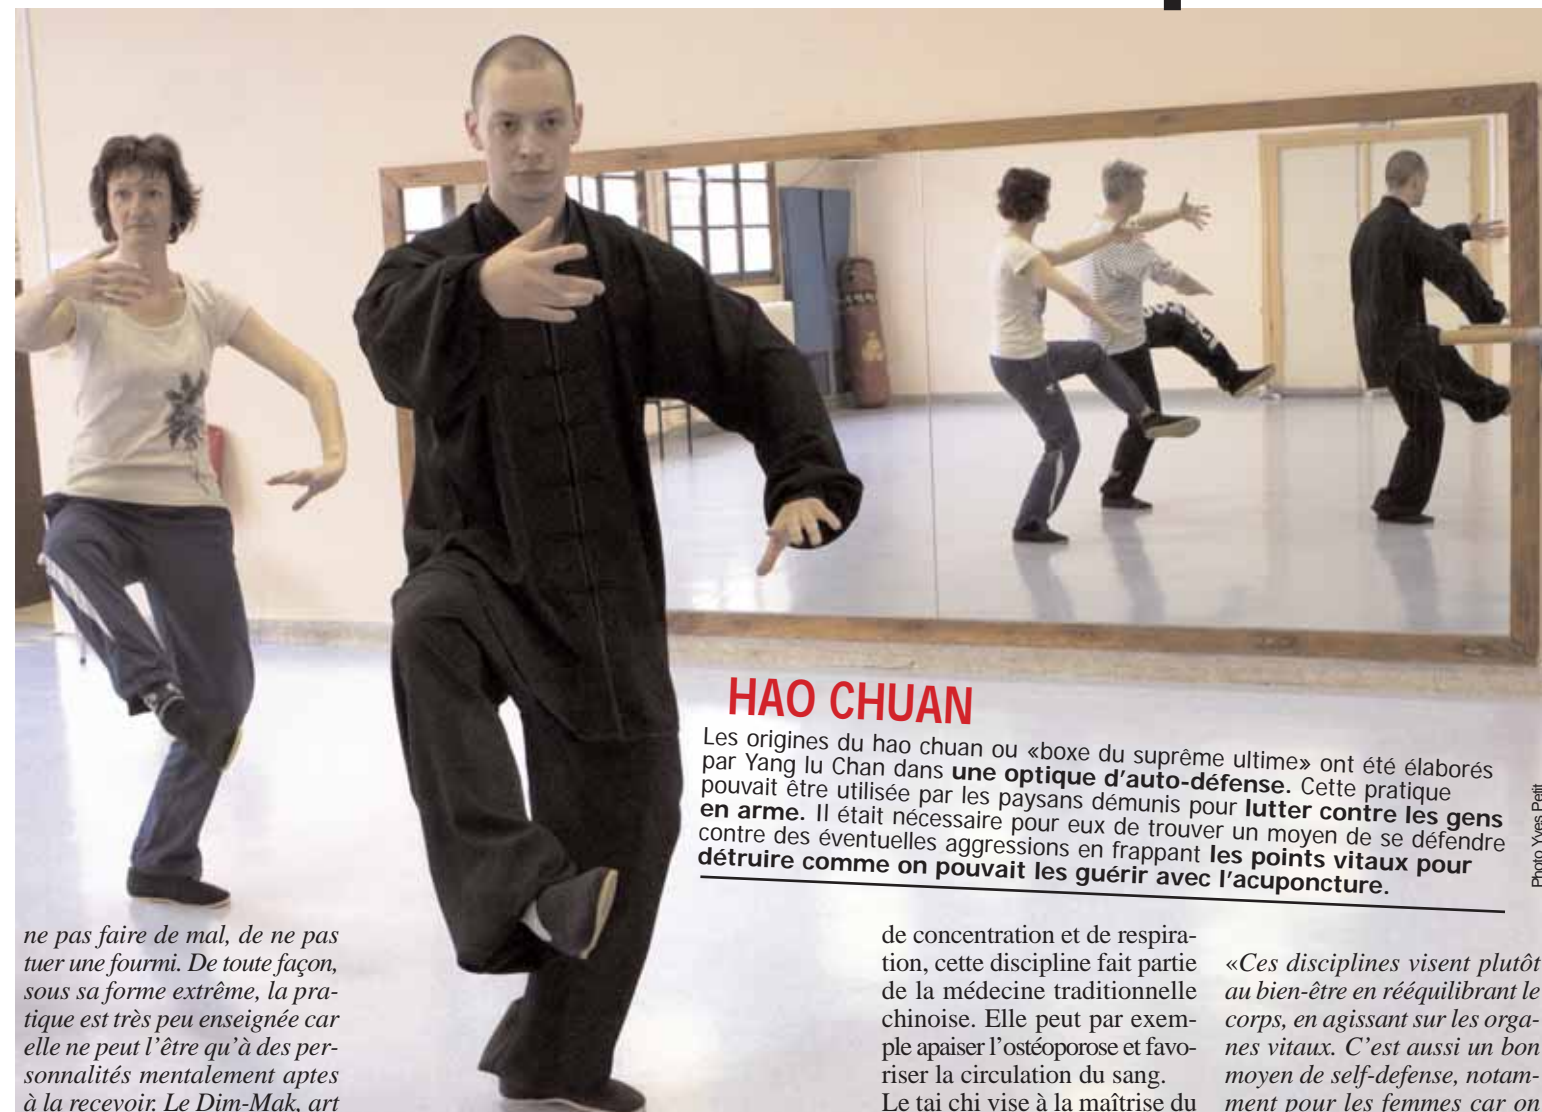 HAO CHUAN
Les origines du hao chuan ou «boxe du suprême ultime» ont été élaborés
par Yang lu Chan dans une optique d'auto-défense. Cette pratique
pouvait être utilisée par les paysans démunis pour lutter contre les gens
en arme. Il était nécessaire pour eux de trouver un moyen de se défendre
contre des éventuelles aggressions en frappant les points vitaux pour
détruire comme on pouvait les guérir avec l'acuponcture.
Photo Yves Petit
ne pas faire de mal, de ne pas
tuer une fourmi. De toute façon,
sous sa forme extrême, la pra-
tique est très peu enseignée car
elle ne peut l'être qu'à des per-
sonnalités mentalement aptes
à la recevoir. Le Dim-Mak, art
de concentration et de respira-
tion, cette discipline fait partie
de la médecine traditionnelle
chinoise. Elle peut par exem-
ple apaiser l'ostéoporose et favo-
riser la circulation du sang.
Le tai chi vise à la maîtrise du
«Ces disciplines visent plutôt
au bien-être en rééquilibrant le
corps, en agissant sur les orga-
nes vitaux. C'est aussi un bon
moyen de self-defense, notam-
ment pour les femmes car on